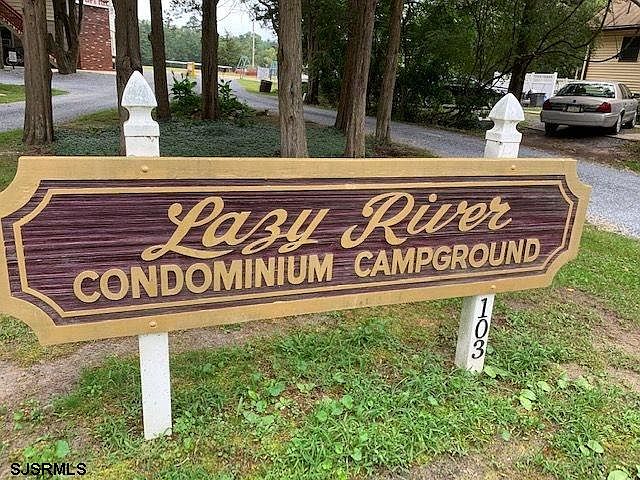 Lazy River
CONDOMINIUM CAMPGROUND
103
SJSRMLS